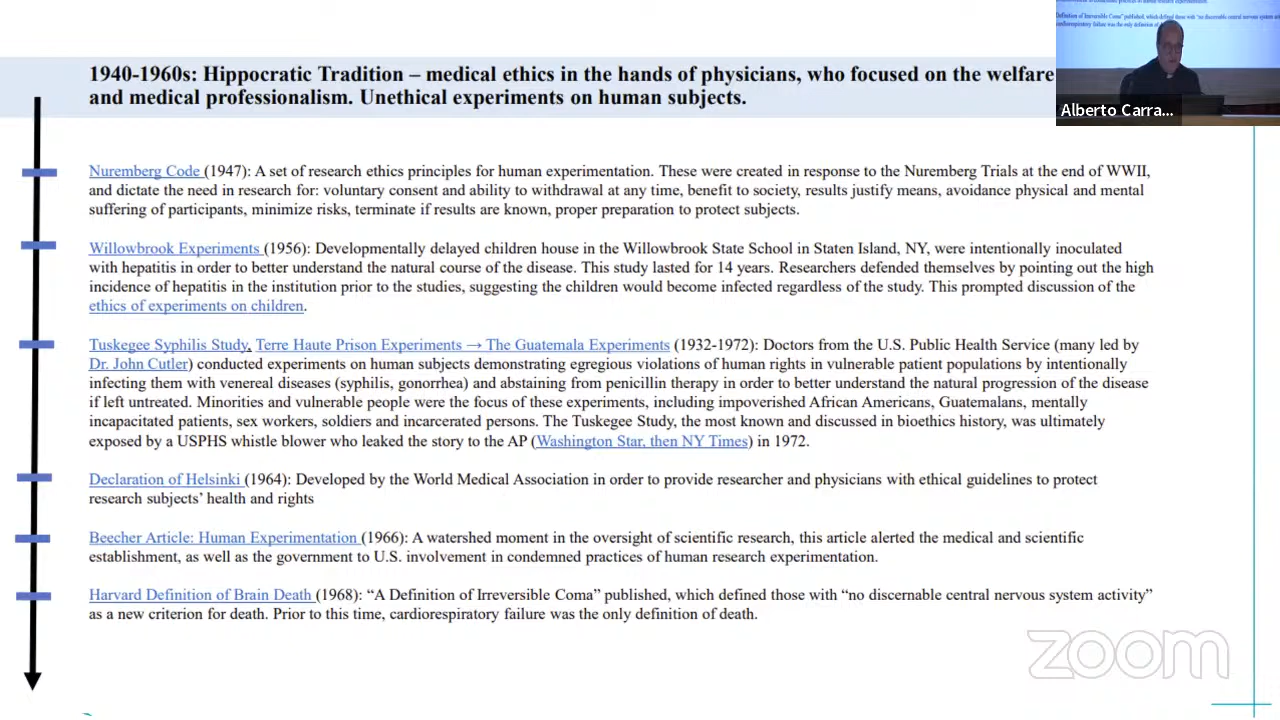 1940-1960s: Hippocratic Tradition – medical ethics in the hands of physicians, who focused on the welfare
and medical professionalism. Unethical experiments on human subjects.
Alberto Carra...
Nuremberg Code (1947): A set of research ethics principles for human experimentation. These were created in response to the Nuremberg Trials at the end of WWII,
and dictate the need in research for: voluntary consent and ability to withdrawal at any time, benefit to society, results justify means, avoidance physical and mental
suffering of participants, minimize risks, terminate if results are known, proper preparation to protect subjects.
Willowbrook Experiments (1956): Developmentally delayed children house in the Willowbrook State School in Staten Island, NY, were intentionally inoculated
with hepatitis in order to better understand the natural course of the disease. This study lasted for 14 years. Researchers defended themselves by pointing out the high
incidence of hepatitis in the institution prior to the studies, suggesting the children would become infected regardless of the study. This prompted discussion of the
ethics of experiments on children.
Tuskegee Syphilis Study, Terre Haute Prison Experiments → The Guatemala Experiments (1932-1972): Doctors from the U.S. Public Health Service (many led by
Dr. John Cutler) conducted experiments on human subjects demonstrating egregious violations of human rights in vulnerable patient populations by intentionally
infecting them with venereal diseases (syphilis, gonorrhea) and abstaining from penicillin therapy in order to better understand the natural progression of the disease
if left untreated. Minorities and vulnerable people were the focus of these experiments, including impoverished African Americans, Guatemalans, mentally
incapacitated patients, sex workers, soldiers and incarcerated persons. The Tuskegee Study, the most known and discussed in bioethics history, was ultimately
exposed by a USPHS whistle blower who leaked the story to the AP (Washington Star, then NY Times) in 1972.
Declaration of Helsinki (1964): Developed by the World Medical Association in order to provide researcher and physicians with ethical guidelines to protect
research subjects’ health and rights
Beecher Article: Human Experimentation (1966): A watershed moment in the oversight of scientific research, this article alerted the medical and scientific
establishment, as well as the government to U.S. involvement in condemned practices of human research experimentation.
Harvard Definition of Brain Death (1968): “A Definition of Irreversible Coma” published, which defined those with “no discernable central nervous system activity”
as a new criterion for death. Prior to this time, cardiorespiratory failure was the only definition of death.
zoom